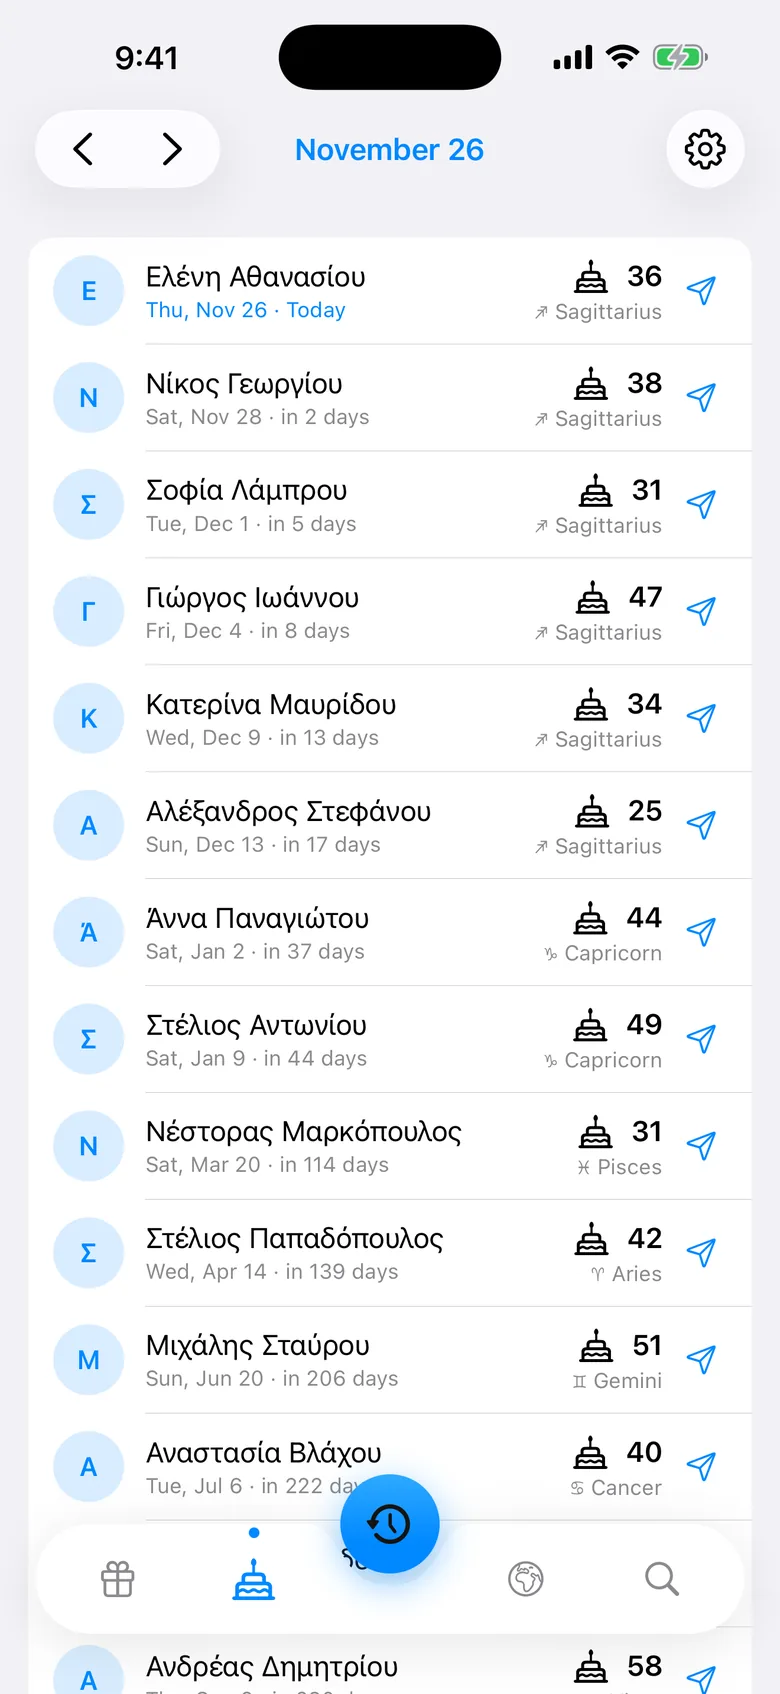 9:41
November 26
Ε
Ελένη Αθανασίου
36
Thu, Nov 26 · Today
♐ Sagittarius
Ν
Νίκος Γεωργίου
38
Sat, Nov 28 · in 2 days
♐ Sagittarius
Σ
Σοφία Λάμπρου
31
Tue, Dec 1 · in 5 days
♐ Sagittarius
Γ
Γιώργος Ιωάννου
47
Fri, Dec 4 · in 8 days
♐ Sagittarius
Κ
Κατερίνα Μαυρίδου
34
Wed, Dec 9 · in 13 days
♐ Sagittarius
Α
Αλέξανδρος Στεφάνου
25
Sun, Dec 13 · in 17 days
♐ Sagittarius
Ά
Άννα Παναγιώτου
44
Sat, Jan 2 · in 37 days
♑ Capricorn
Σ
Στέλιος Αντωνίου
49
Sat, Jan 9 · in 44 days
♑ Capricorn
Ν
Νέστορας Μαρκόπουλος
31
Sat, Mar 20 · in 114 days
♓ Pisces
Σ
Στέλιος Παπαδόπουλος
42
Wed, Apr 14 · in 139 days
♈ Aries
Μ
Μιχάλης Σταύρου
51
Sun, Jun 20 · in 206 days
♊ Gemini
Α
Αναστασία Βλάχου
40
Tue, Jul 6 · in 222
♋ Cancer
Α
Ανδρέας Δημητρίου
58